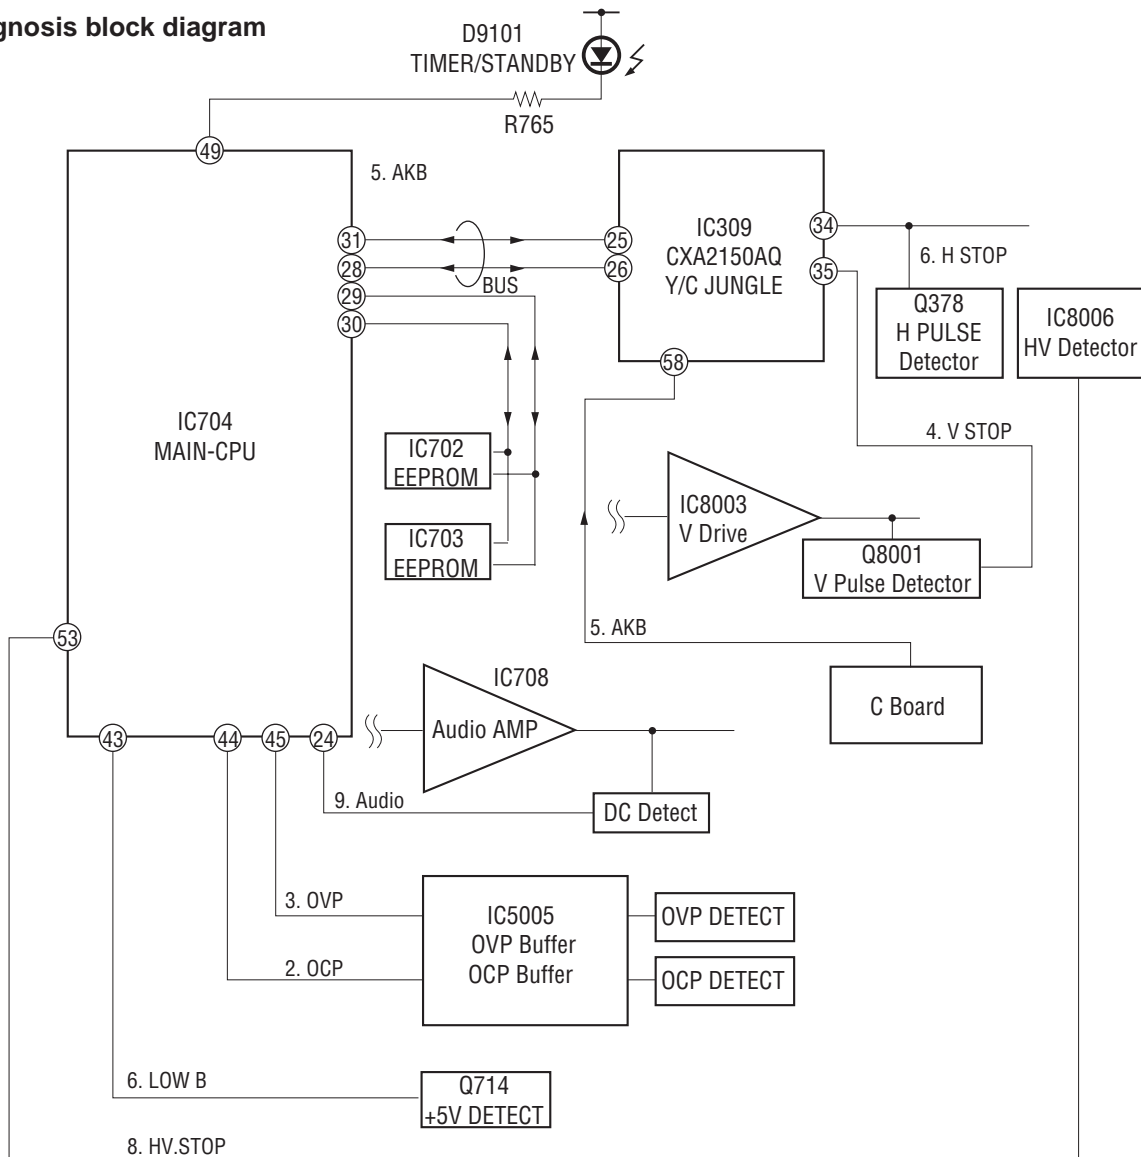 gnosis block diagram
D9101
TIMER/STANDBY
R765
49
5. AKB
31
28
29
30
BUS
25
26
IC309
CXA2150AQ
Y/C JUNGLE
34
35
58
6. H STOP
Q378
H PULSE
Detector
IC8006
HV Detector
IC704
MAIN-CPU
IC702
EEPROM
IC703
EEPROM
4. V STOP
IC8003
V Drive
Q8001
V Pulse Detector
5. AKB
C Board
53
43
44
45
24
IC708
Audio AMP
9. Audio
DC Detect
3. OVP
2. OCP
IC5005
OVP Buffer
OCP Buffer
OVP DETECT
OCP DETECT
6. LOW B
Q714
+5V DETECT
8. HV.STOP